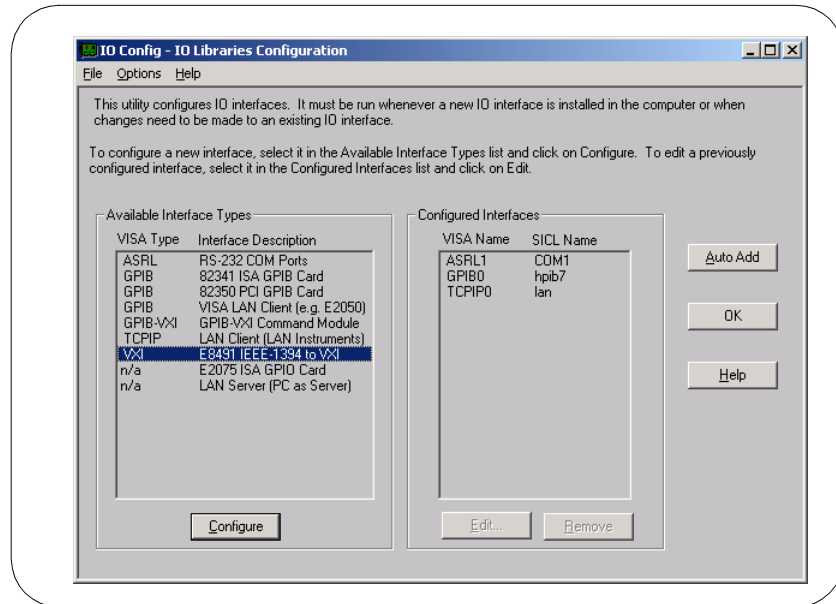 IO Config - IO Libraries Configuration
File Options Help
This utility configures IO interfaces. It must be run whenever a new IO interface is installed in the computer or when
changes need to be made to an existing IO interface.
To configure a new interface, select it in the Available Interface Types list and click on Configure. To edit a previously
configured interface, select it in the Configured Interfaces list and click on Edit.
Available Interface Types
VISA Type Interface Description
ASRL RS-232 COM Ports
GPIB 82341 ISA GPIB Card
GPIB 82350 PCI GPIB Card
GPIB VISA LAN Client (e.g. E2050)
GPIB-VXI GPIB-VXI Command Module
TCPIP LAN Client (LAN Instruments)
VXI E8491 IEEE-1394 to VXI
n/a E2075 ISA GPIO Card
n/a LAN Server (PC as Server)
Configure
Configured Interfaces
VISA Name SICL Name
ASRL1 COM1
GPIB0 hpib7
TCPIP0 lan
Edit... Remove
Auto Add
OK
Help